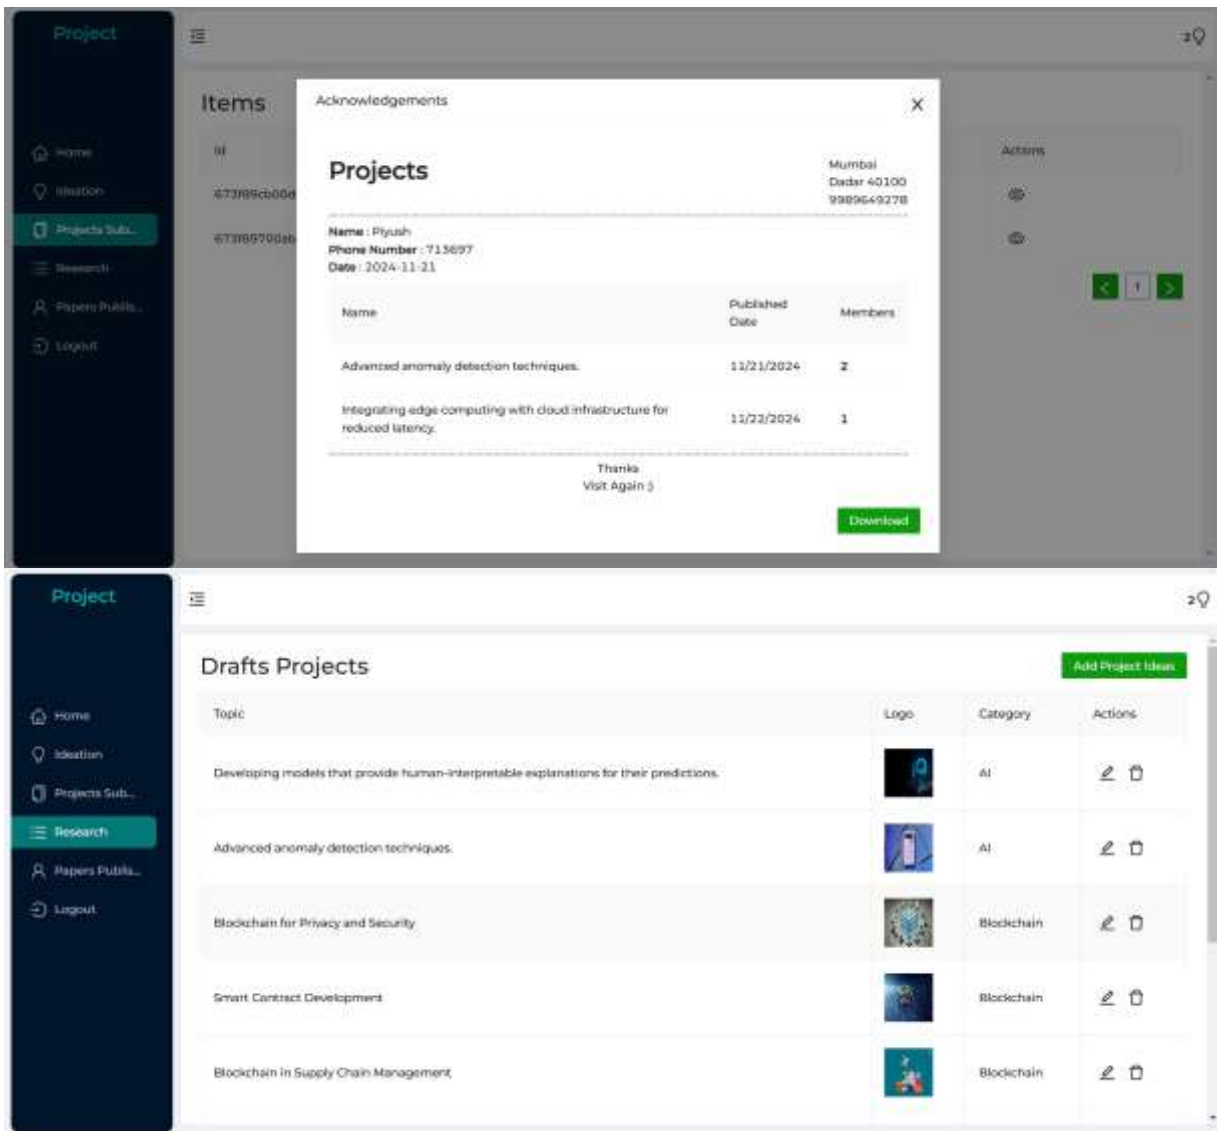 Project
2
Items
Acknowledgements
X
Id
Actions
Home
Ideation
Projects Sub...
Research
Papers Publis...
Logout
Projects
Mumbai
Dadar 40100
9989649278
Name : Piyush
Phone Number : 713697
Date : 2024-11-21
Name
Published
Date
Members
Advanced anomaly detection techniques.
11/21/2024
2
Integrating edge computing with cloud infrastructure for
reduced latency.
11/22/2024
1
Thanks
Visit Again :)
Download
< 1 >
Project
2
Drafts Projects
Add Project Ideas
Home
Ideation
Projects Sub...
Research
Papers Publis...
Logout
Topic
Logo
Category
Actions
Developing models that provide human-interpretable explanations for their predictions.
AI
Advanced anomaly detection techniques.
AI
Blockchain for Privacy and Security
Blockchain
Smart Contract Development
Blockchain
Blockchain in Supply Chain Management
Blockchain